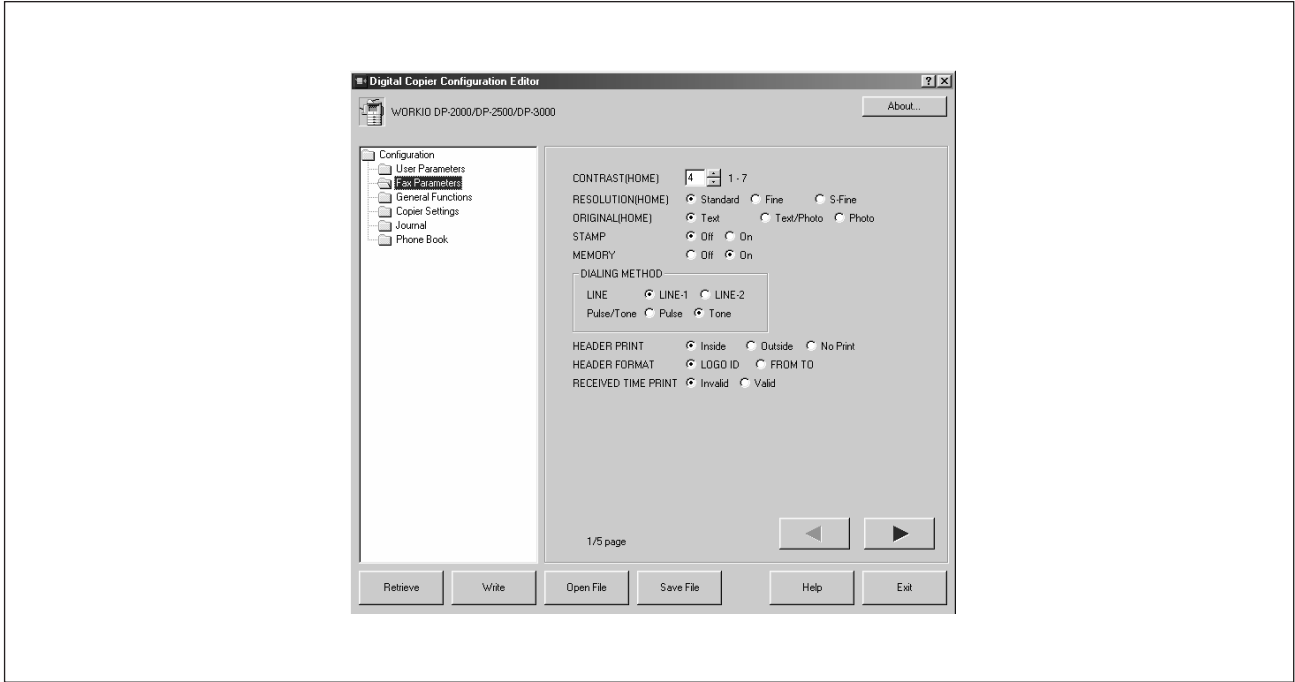 Digital Copier Configuration Editor
WORKIO DP-2000/DP-2500/DP-3000
About...
Configuration
User Parameters
Fax Parameters
General Functions
Copier Settings
Journal
Phone Book
CONTRAST(HOME) 4 1 - 7
RESOLUTION(HOME) Standard Fine S-Fine
ORIGINAL(HOME) Text Text/Photo Photo
STAMP Off On
MEMORY Off On
DIALING METHOD
LINE LINE-1 LINE-2
Pulse/Tone Pulse Tone
HEADER PRINT Inside Outside No Print
HEADER FORMAT LOGO ID FROM TO
RECEIVED TIME PRINT Invalid Valid
1/5 page
Retrieve Write Open File Save File Help Exit